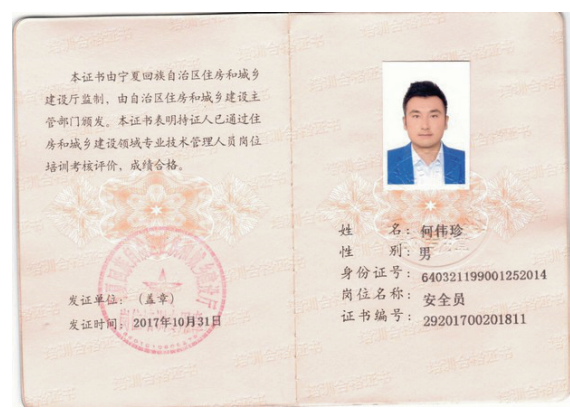 本证书由宁夏回族自治区住房和城乡
建设厅监制，由自治区住房和城乡建设主
管部门颁发。本证书表明持证人已通过住
房和城乡建设领域专业技术管理人员岗位
培训考核评价，成绩合格。
发证单位：（盖章）
发证时间：2017年10月31日
姓 名：何伟珍
性 别：男
身份证号：640321199001252014
岗位名称：安全员
证书编号：29201700201811